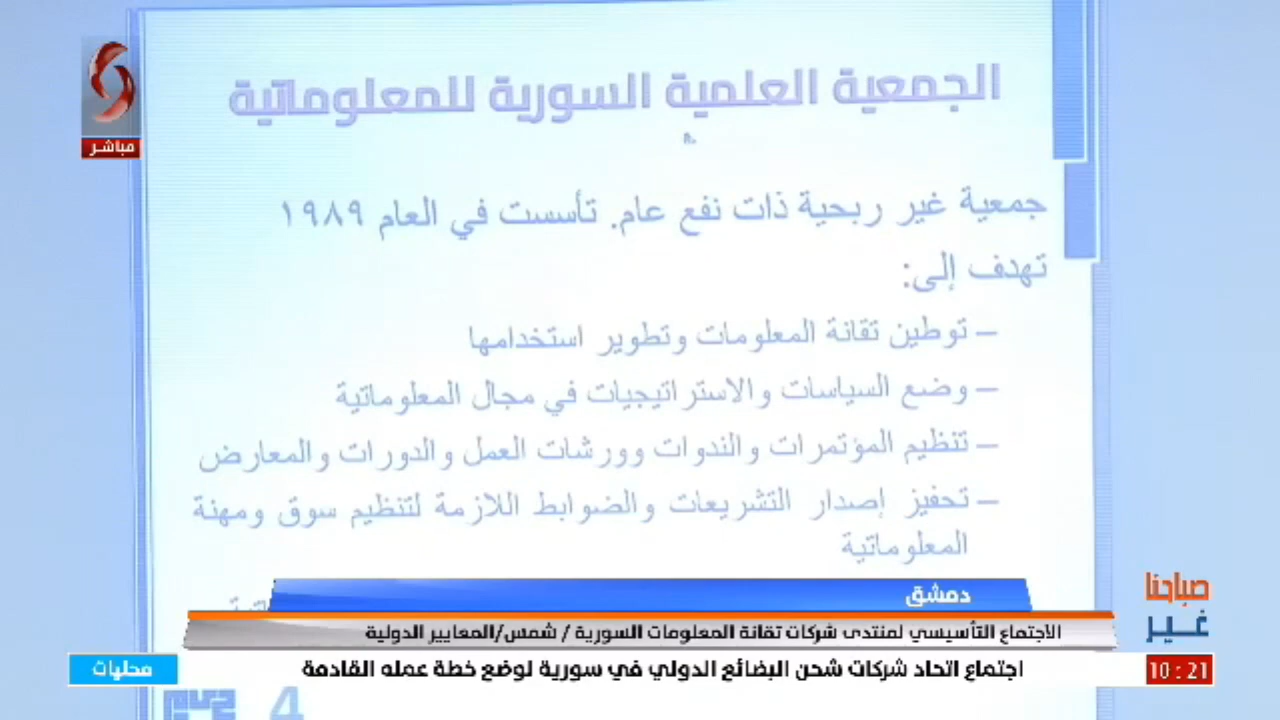 الجمعية العلمية السورية للمعلوماتية
مباشر
جمعية غير ربحية ذات نفع عام. تأسست في العام ١٩٨٩
تهدف إلى:
– توطين تقانة المعلومات وتطوير استخدامها
– وضع السياسات والاستراتيجيات في مجال المعلوماتية
– تنظيم المؤتمرات والندوات وورشات العمل والدورات والمعارض
– تحفيز إصدار التشريعات والضوابط اللازمة لتنظيم سوق ومهنة
المعلوماتية
دمشق
صباحنا
غير
الاجتماع التأسيسي لمنتدى شركات تقانة المعلومات السورية / شمس/المعايير الدولية
10:21
اجتماع اتحاد شركات شحن البضائع الدولي في سورية لوضع خطة عمله القادمة
محليات
4